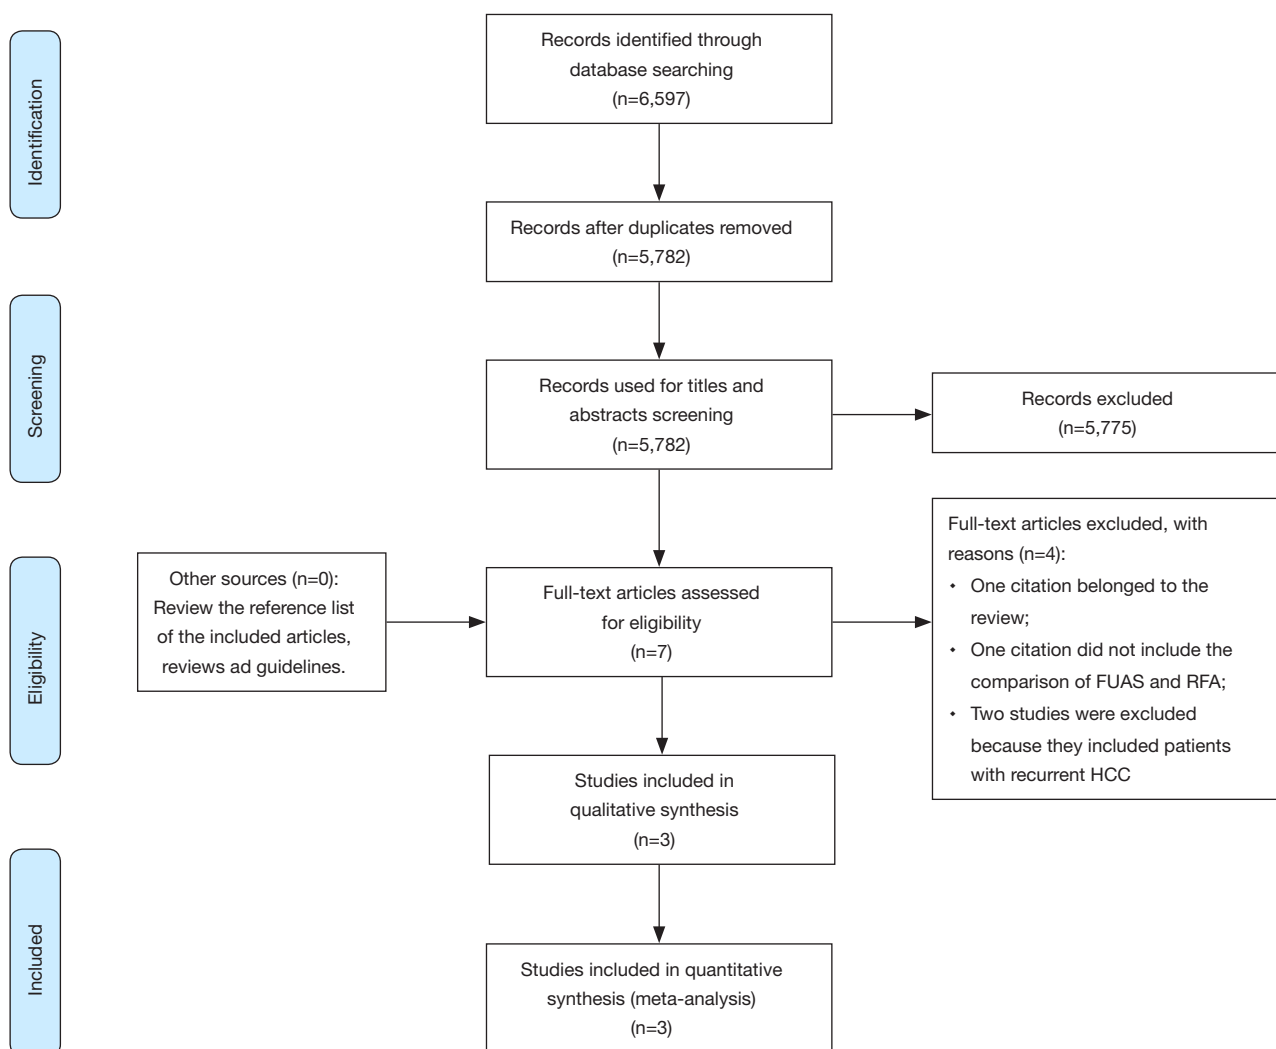 Identification
Records identified through
database searching
(n=6,597)
Records after duplicates removed
(n=5,782)
Screening
Records used for titles and
abstracts screening
(n=5,782)
Records excluded
(n=5,775)
Eligibility
Other sources (n=0):
Review the reference list
of the included articles,
reviews ad guidelines.
Full-text articles assessed
for eligibility
(n=7)
Full-text articles excluded, with
reasons (n=4):
• One citation belonged to the
review;
• One citation did not include the
comparison of FUAS and RFA;
• Two studies were excluded
because they included patients
with recurrent HCC
Studies included in
qualitative synthesis
(n=3)
Included
Studies included in quantitative
synthesis (meta-analysis)
(n=3)